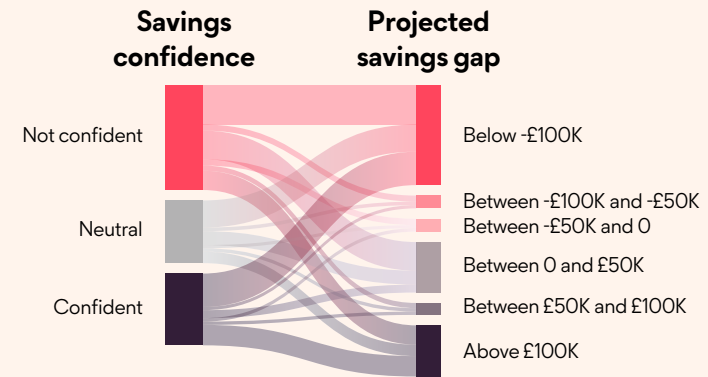 Savings
confidence
Projected
savings gap
Not confident
Neutral
Confident
Below -£100K
Between -£100K and -£50K
Between -£50K and 0
Between 0 and £50K
Between £50K and £100K
Above £100K